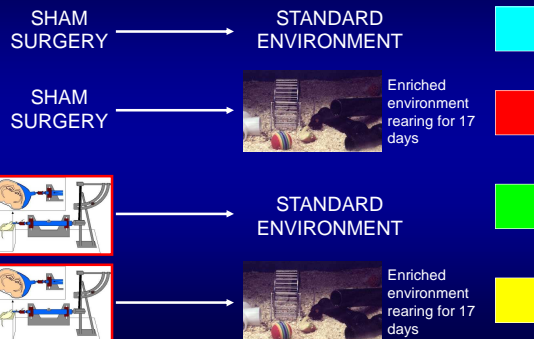 SHAM
SURGERY
STANDARD
ENVIRONMENT
SHAM
SURGERY
Enriched
environment
rearing for 17
days
STANDARD
ENVIRONMENT
Enriched
environment
rearing for 17
days